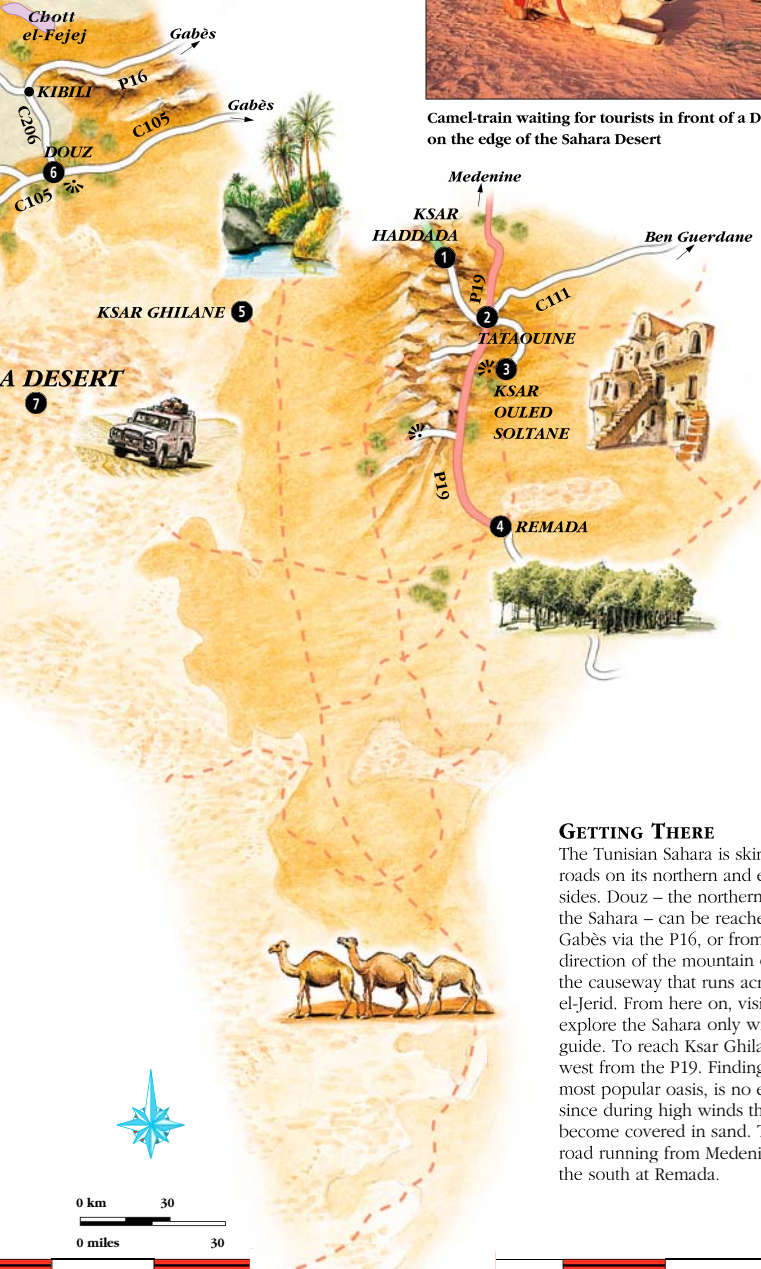 Chott
el-Fejej
Gabès
P16
KIBILI
Gabès
C206
C105
DOUZ
6
C105
Camel-train waiting for tourists in front of a D
on the edge of the Sahara Desert
Medenine
KSAR
HADDADA
1
Ben Guerdane
P19
C111
KSAR GHILANE 5
2
TATAOUINE
A DESERT
7
3
KSAR
OULED
SOLTANE
P19
4 REMADA
GETTING THERE
The Tunisian Sahara is skir
roads on its northern and e
sides. Douz – the northern
the Sahara – can be reache
Gabès via the P16, or from
direction of the mountain
the causeway that runs acr
el-Jerid. From here on, visi
explore the Sahara only w
guide. To reach Ksar Ghila
west from the P19. Finding
most popular oasis, is no e
since during high winds th
become covered in sand. T
road running from Medeni
the south at Remada.
0 km 30
0 miles 30